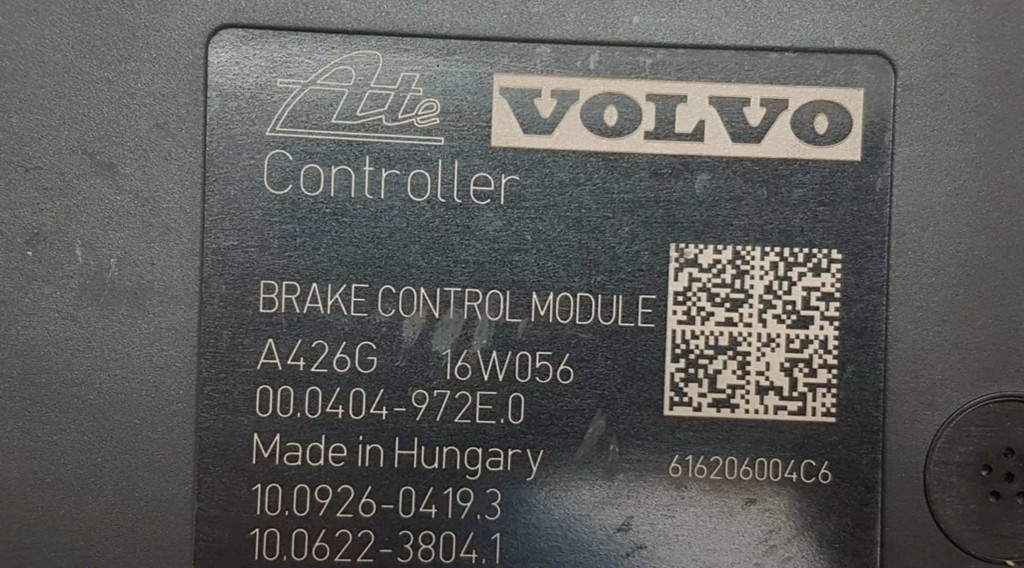 Ate VOLVO
Controller
BRAKE CONTROL MODULE
A426G 16W056
00.0404-972E.0
Made in Hungary
616206004C6
10.0926-0419.3
10.0622-3804.1